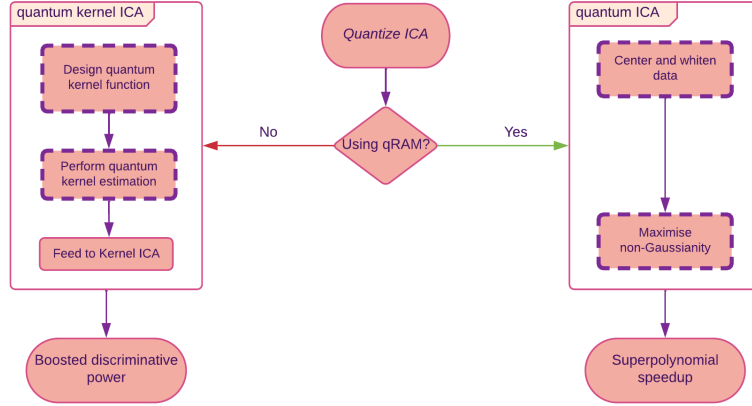 quantum kernel ICA
Design quantum
kernel function
Perform quantum
kernel estimation
Feed to Kernel ICA
Boosted discriminative
power
Quantize ICA
Using qRAM?
No
Yes
quantum ICA
Center and whiten
data
Maximise
non-Gaussianity
Superpolynomial
speedup